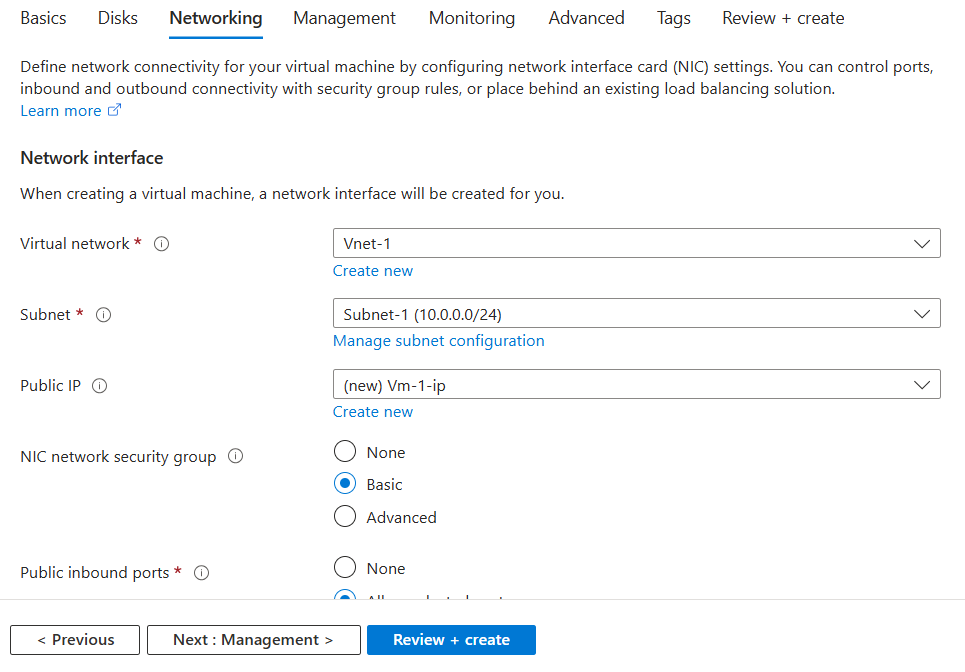 Basics Disks Networking Management Monitoring Advanced Tags Review + create
Define network connectivity for your virtual machine by configuring network interface card (NIC) settings. You can control ports,
inbound and outbound connectivity with security group rules, or place behind an existing load balancing solution.
Learn more
Network interface
When creating a virtual machine, a network interface will be created for you.
Virtual network * Vnet-1
Create new
Subnet * Subnet-1 (10.0.0.0/24)
Manage subnet configuration
Public IP (new) Vm-1-ip
Create new
NIC network security group None
Basic
Advanced
Public inbound ports * None
< Previous Next : Management > Review + create